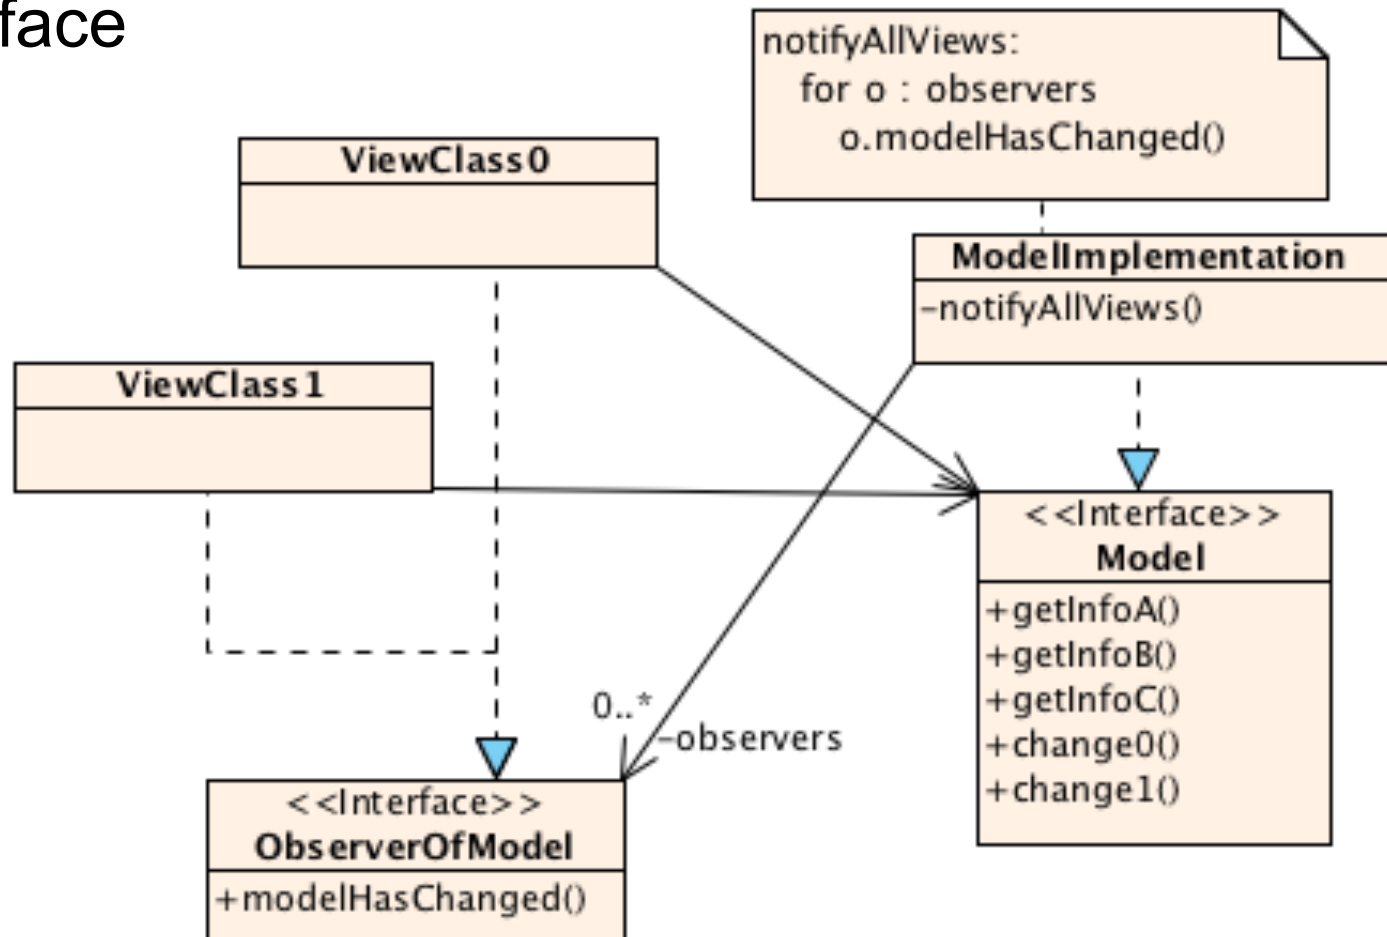 face
notifyAllViews:
for o : observers
o.modelHasChanged()
ViewClass0
ModelImplementation
-notifyAllViews()
ViewClass1
<<Interface>>
Model
+getInfoA()
+getInfoB()
+getInfoC()
+change0()
+change1()
0..*
-observers
<<Interface>>
ObserverOfModel
+modelHasChanged()